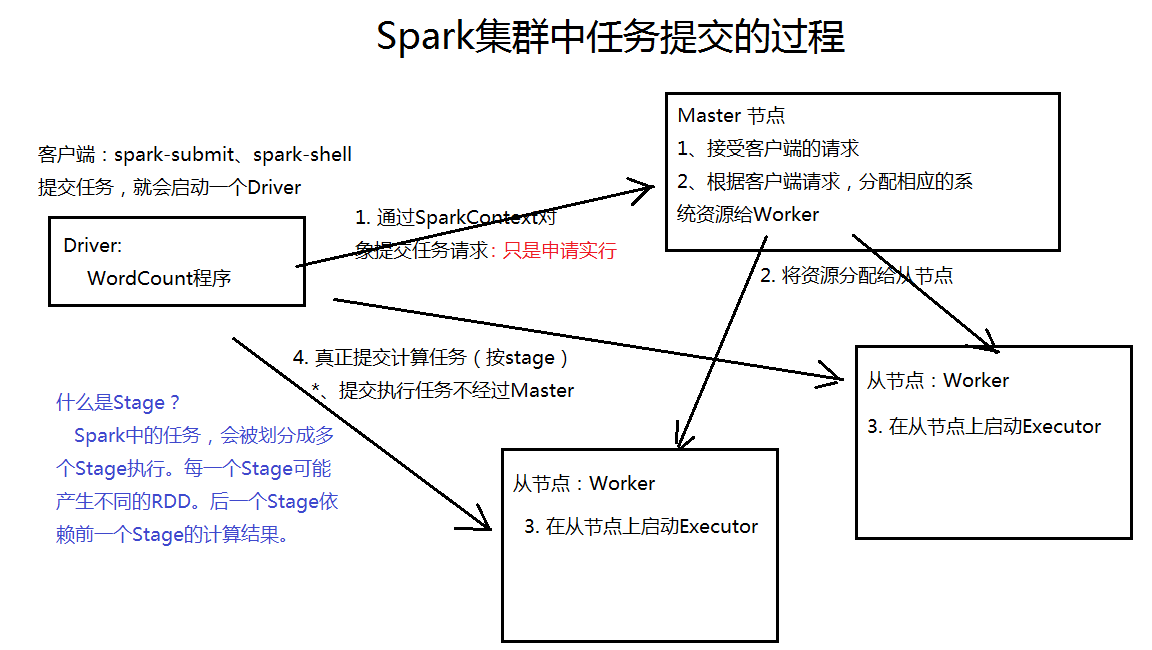 Spark集群中任务提交的过程
客户端：spark-submit、spark-shell
提交任务，就会启动一个Driver
Driver:
WordCount程序
1. 通过SparkContext对
象提交任务请求：只是申请实行
Master 节点
1、接受客户端的请求
2、根据客户端请求，分配相应的系
统资源给Worker
2. 将资源分配给从节点
4. 真正提交计算任务（按stage）
*、提交执行任务不经过Master
什么是Stage？
Spark中的任务，会被划分成多
个Stage执行。每一个Stage可能
产生不同的RDD。后一个Stage依
赖前一个Stage的计算结果。
从节点：Worker
3. 在从节点上启动Executor
从节点：Worker
3. 在从节点上启动Executor